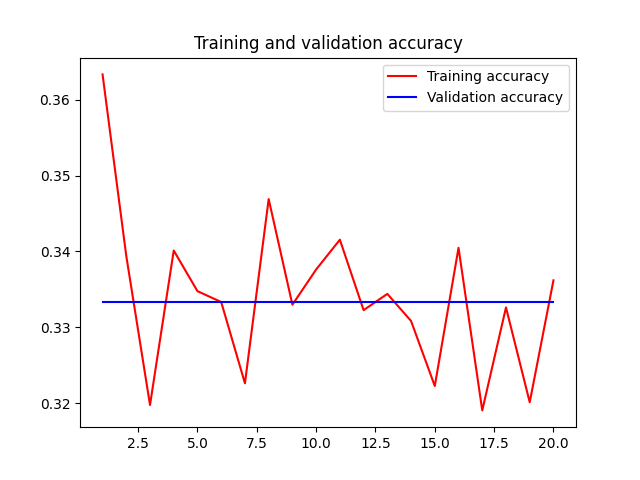 Training and validation accuracy
Training accuracy
Validation accuracy
0.36
0.35
0.34
0.33
0.32
2.5 5.0 7.5 10.0 12.5 15.0 17.5 20.0